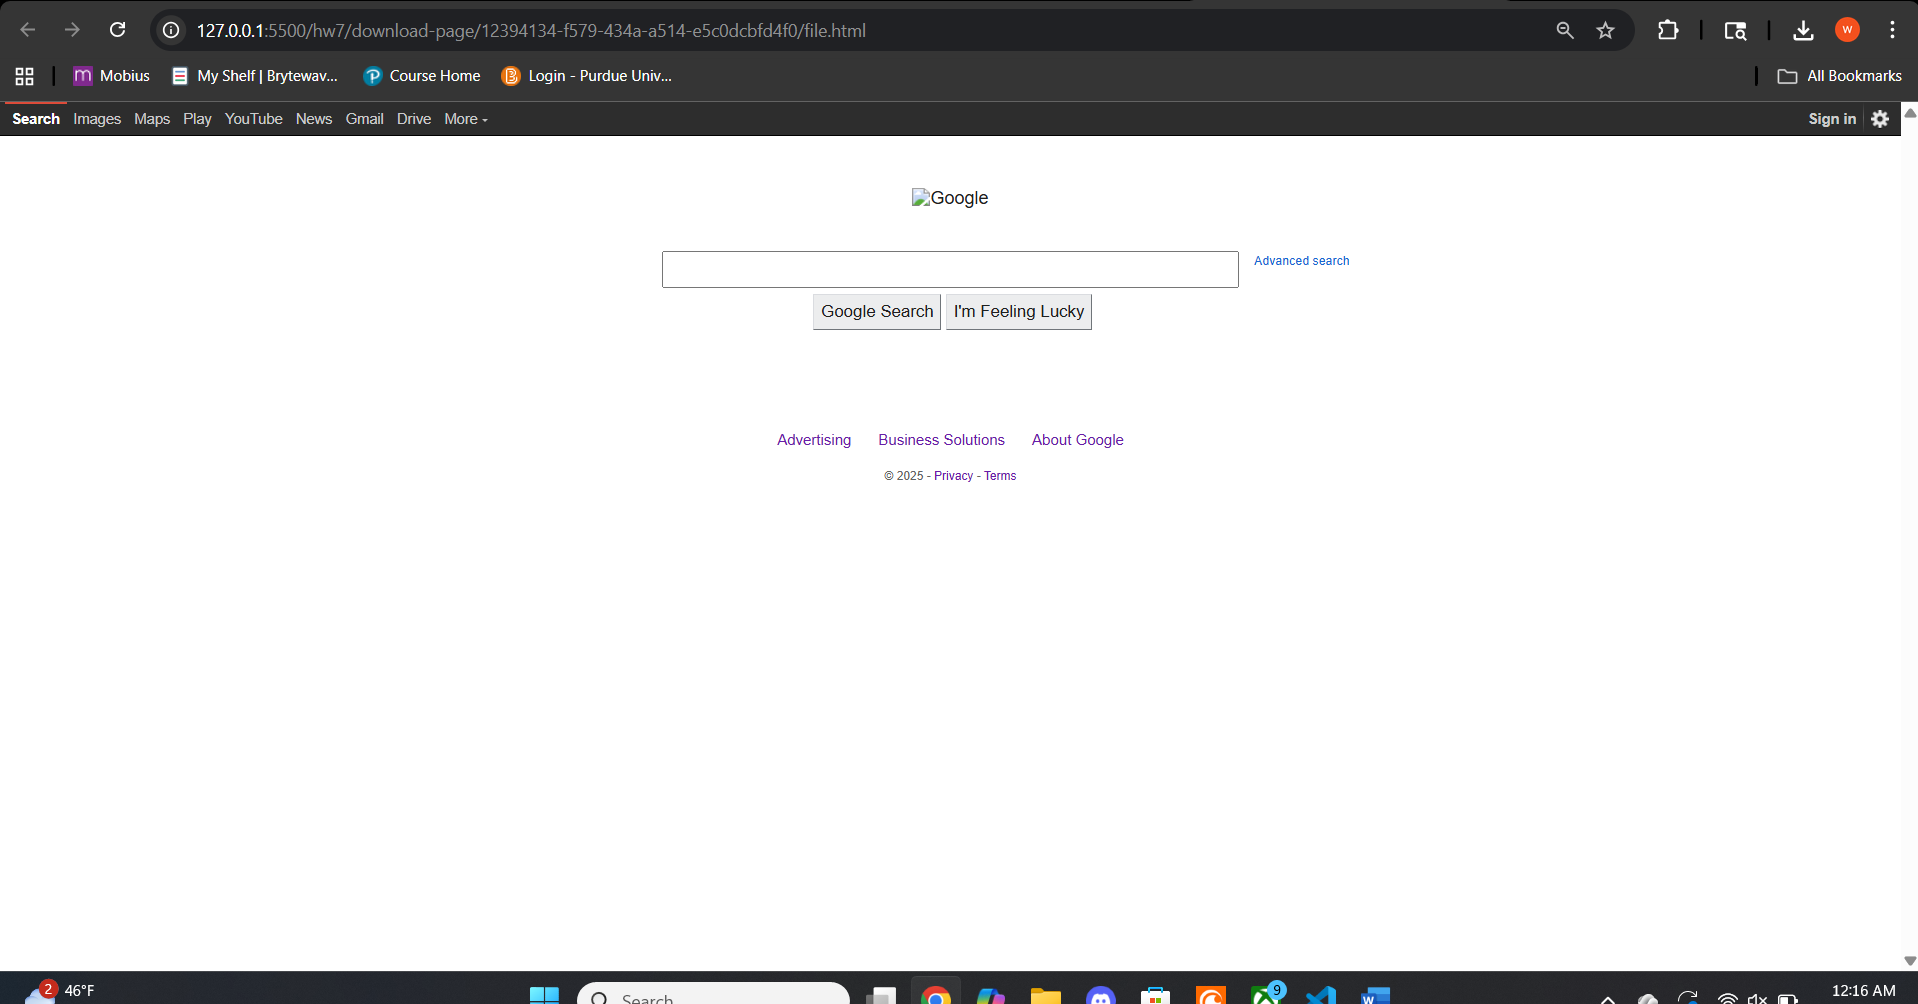 127.0.0.1:5500/hw7/download-page/12394134-f579-434a-a514-e5c0dcbfd4f0/file.html
W
m Mobius My Shelf | Brytewav... P Course Home B Login - Purdue Univ... All Bookmarks
Search Images Maps Play YouTube News Gmail Drive More Sign in
Google
Advanced search
Google Search I'm Feeling Lucky
Advertising Business Solutions About Google
© 2025 - Privacy - Terms
2 46°F Search 9 W 12:16 AM